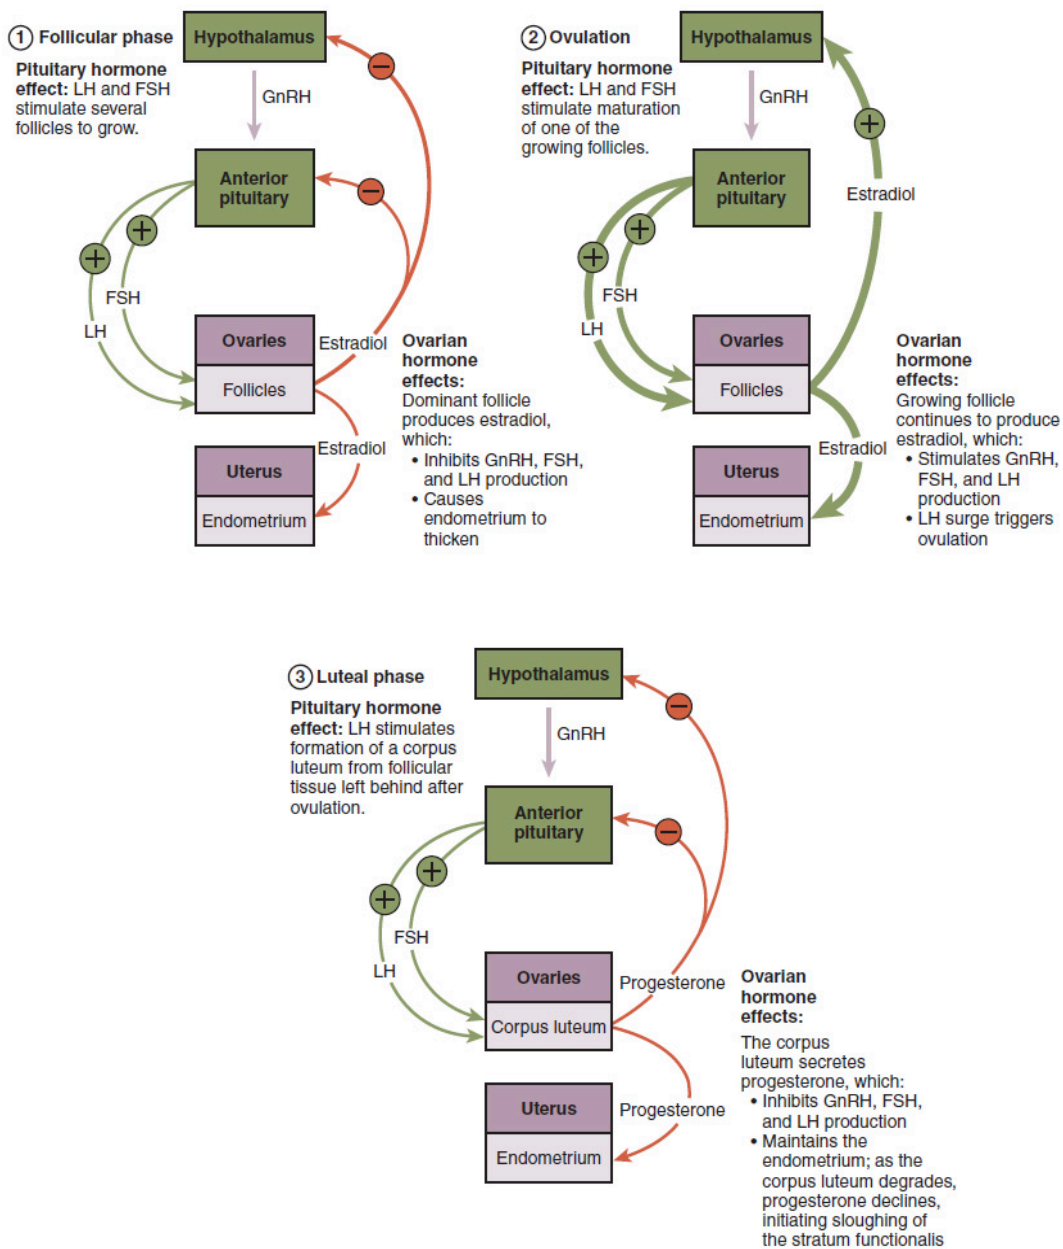 1 Follicular phase
Pituitary hormone
effect: LH and FSH
stimulate several
follicles to grow.
Hypothalamus
−
GnRH
Anterior
pituitary
−
+
+
FSH
LH
Ovaries
Follicles
Estradiol
Estradiol
Uterus
Endometrium
Ovarian
hormone
effects:
Dominant follicle
produces estradiol,
which:
• Inhibits GnRH, FSH,
and LH production
• Causes
endometrium to
thicken
2 Ovulation
Pituitary hormone
effect: LH and FSH
stimulate maturation
of one of the
growing follicles.
Hypothalamus
GnRH
+
Anterior
pituitary
Estradiol
+
+
FSH
LH
Ovaries
Follicles
Estradiol
Uterus
Endometrium
Ovarian
hormone
effects:
Growing follicle
continues to produce
estradiol, which:
• Stimulates GnRH,
FSH, and LH
production
• LH surge triggers
ovulation
3 Luteal phase
Pituitary hormone
effect: LH stimulates
formation of a corpus
luteum from follicular
tissue left behind after
ovulation.
Hypothalamus
−
GnRH
Anterior
pituitary
−
+
+
FSH
LH
Ovaries
Corpus luteum
Progesterone
Progesterone
Uterus
Endometrium
Ovarian
hormone
effects:
The corpus
luteum secretes
progesterone, which:
• Inhibits GnRH, FSH,
and LH production
• Maintains the
endometrium; as the
corpus luteum degrades,
progesterone declines,
initiating sloughing of
the stratum functionalis